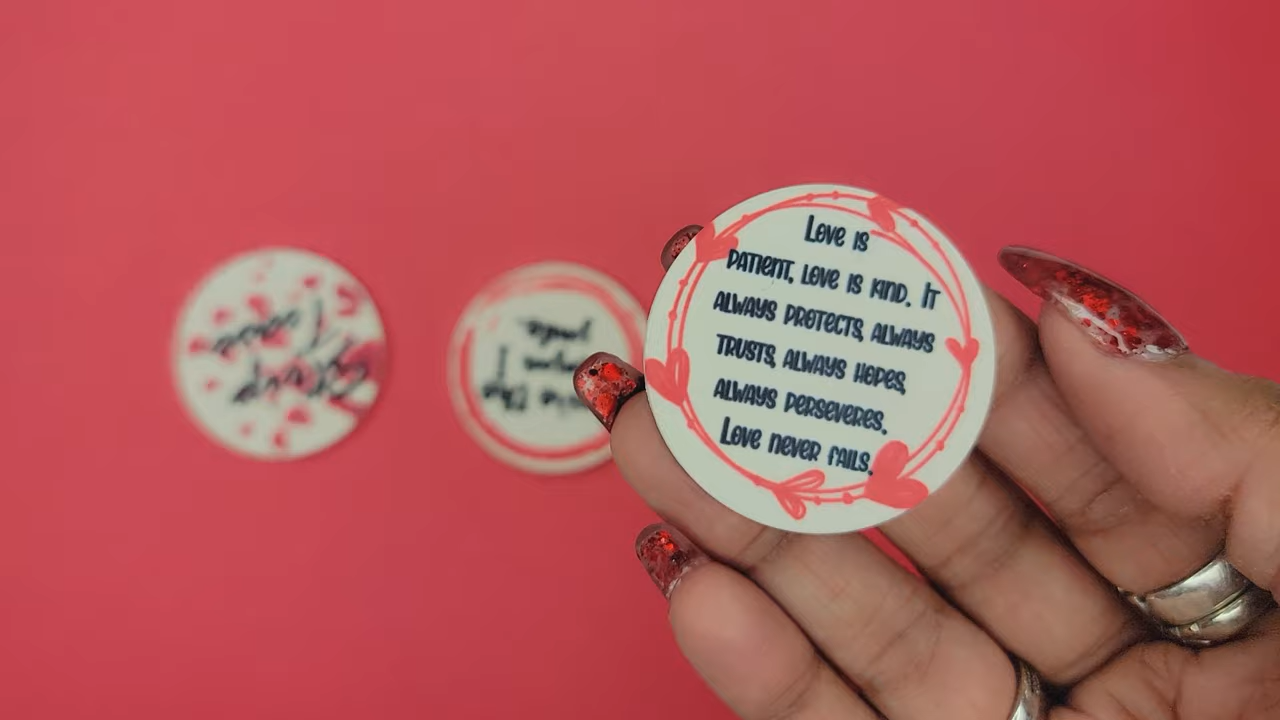 Love is
patient, love is kind. It
always protects, always
trusts, always hopes,
always perseveres.
Love never fails.